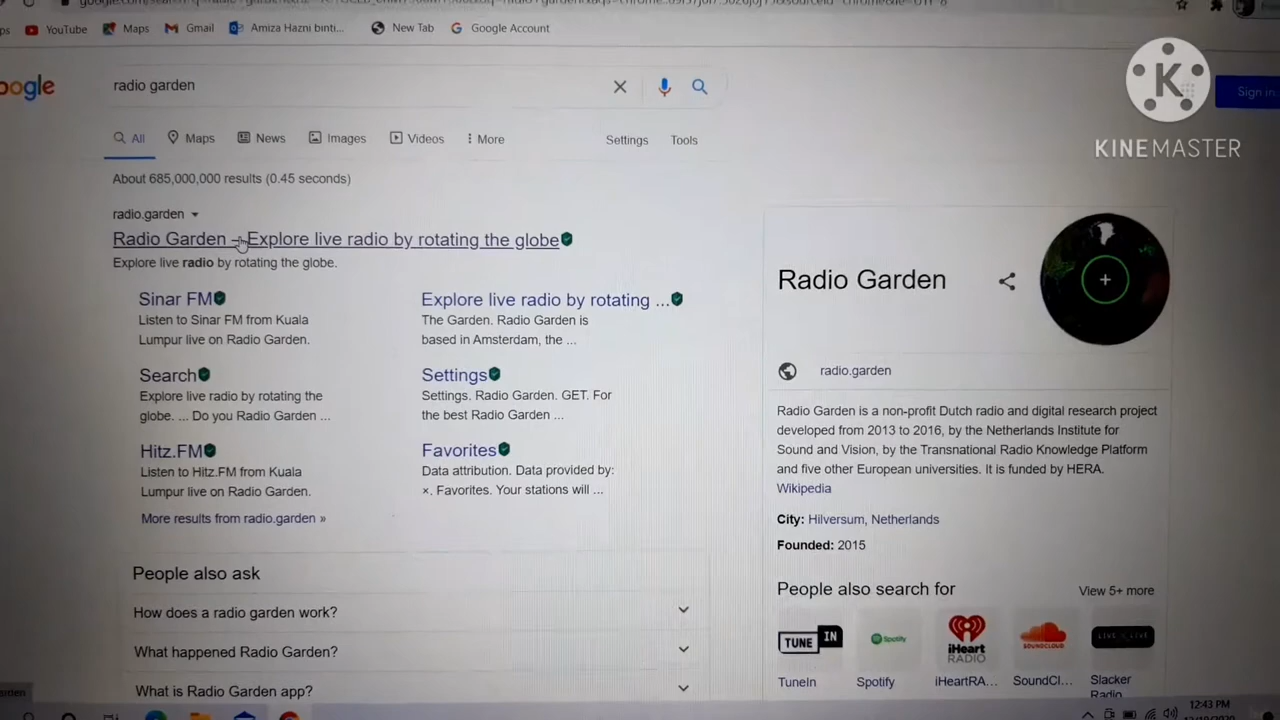 YouTube
Maps
Gmail
Amiza Hazni binti...
New Tab
Google Account
radio garden
Sign in
KINEMASTER
All
Maps
News
Images
Videos
More
Settings
Tools
About 685,000,000 results (0.45 seconds)
radio.garden
Radio Garden – Explore live radio by rotating the globe
Explore live radio by rotating the globe.
Sinar FM
Listen to Sinar FM from Kuala
Lumpur live on Radio Garden.
Explore live radio by rotating ...
The Garden. Radio Garden is
based in Amsterdam, the ...
Search
Explore live radio by rotating the
globe. ... Do you Radio Garden ...
Settings
Settings. Radio Garden. GET. For
the best Radio Garden ...
Hitz.FM
Listen to Hitz.FM from Kuala
Lumpur live on Radio Garden.
Favorites
Data attribution. Data provided by:
×. Favorites. Your stations will ...
More results from radio.garden »
People also ask
How does a radio garden work?
What happened Radio Garden?
What is Radio Garden app?
Radio Garden
radio.garden
Radio Garden is a non-profit Dutch radio and digital research project
developed from 2013 to 2016, by the Netherlands Institute for
Sound and Vision, by the Transnational Radio Knowledge Platform
and five other European universities. It is funded by HERA.
Wikipedia
City: Hilversum, Netherlands
Founded: 2015
People also search for
View 5+ more
TUNE IN
Spotify
iHeart
RADIO
SOUNDCLOUD
TuneIn
Spotify
iHeartRA...
SoundCl...
Slacker
Radio
12:43 PM